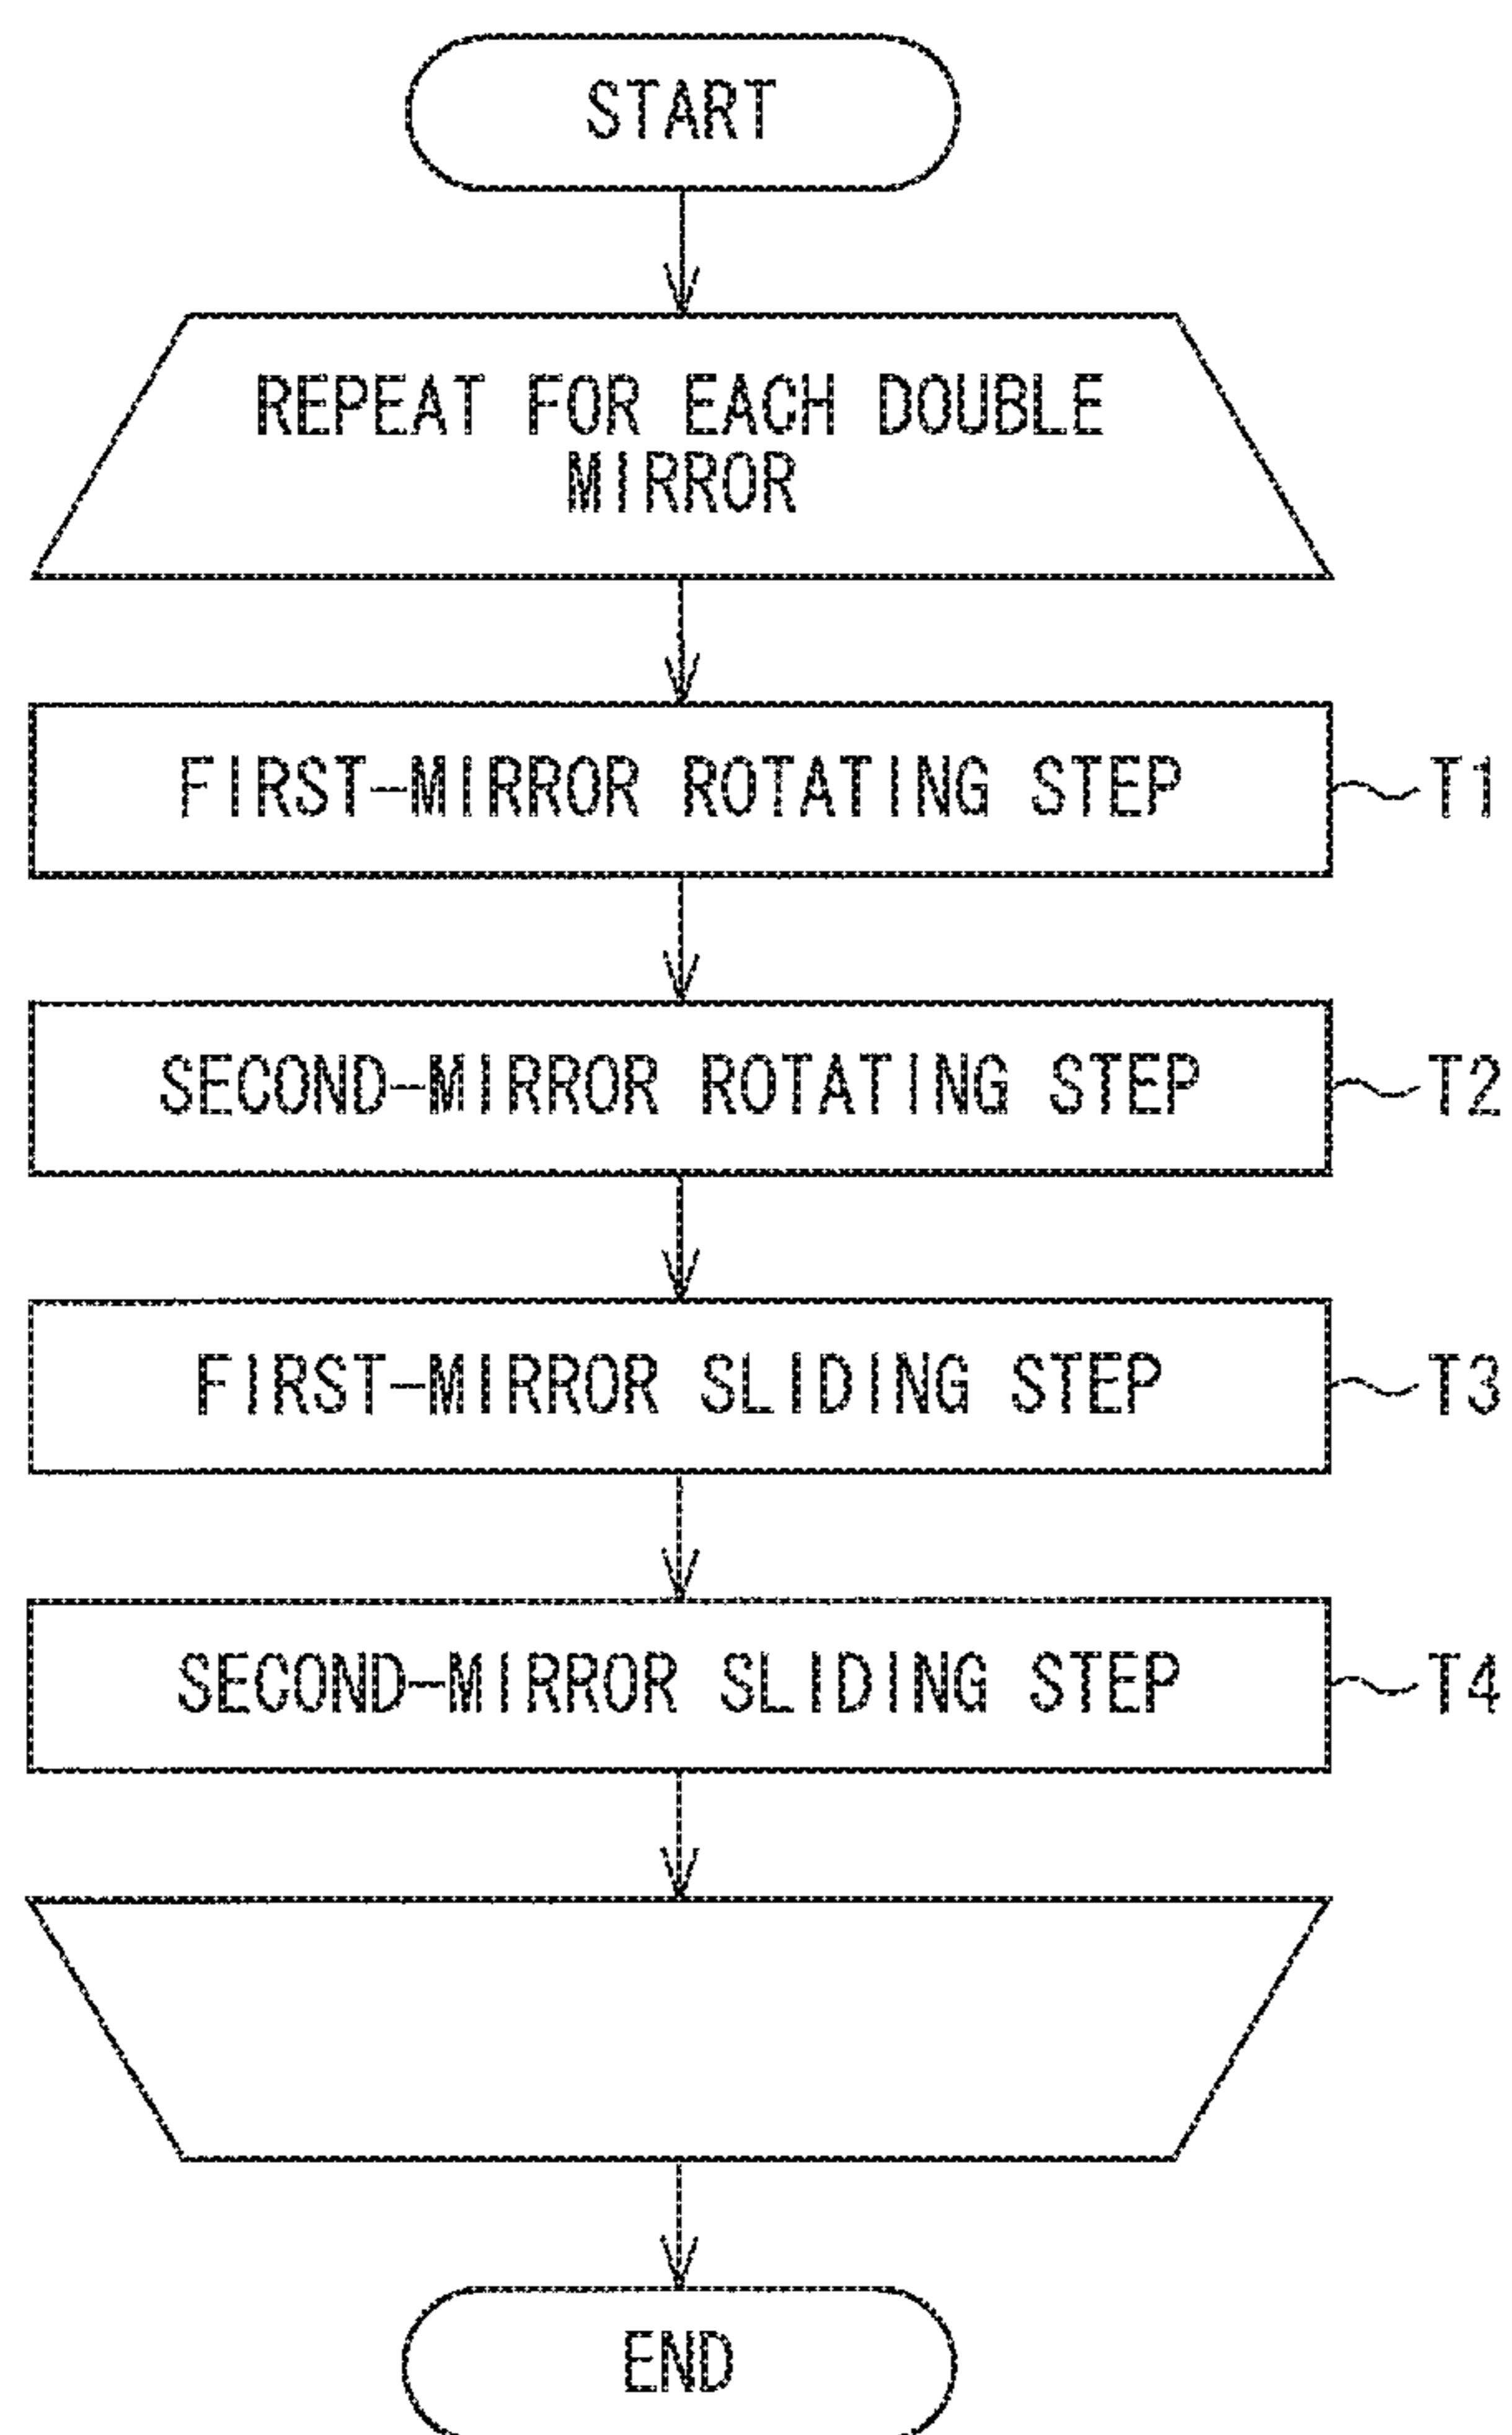 START
REPEAT FOR EACH DOUBLE
MIRROR
FIRST-MIRROR ROTATING STEP
T1
SECOND-MIRROR ROTATING STEP
T2
FIRST-MIRROR SLIDING STEP
T3
SECOND-MIRROR SLIDING STEP
T4
END